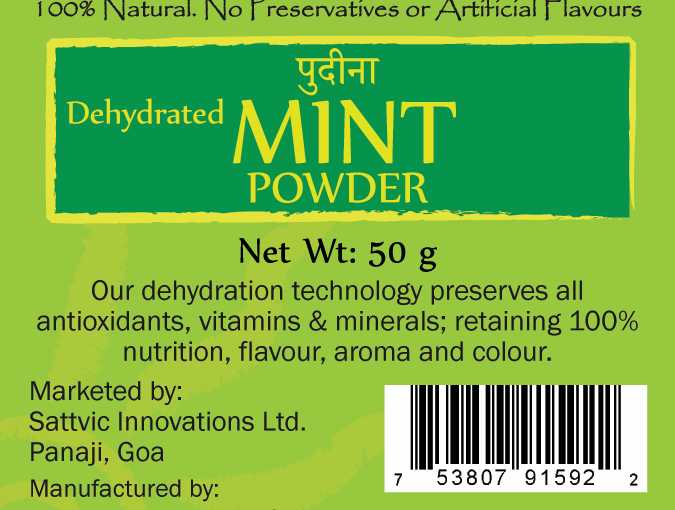 100% Natural. No Preservatives or Artificial Flavours
पुदीना
Dehydrated MINT
POWDER
Net Wt: 50 g
Our dehydration technology preserves all
antioxidants, vitamins & minerals; retaining 100%
nutrition, flavour, aroma and colour.
Marketed by:
Sattvic Innovations Ltd.
Panaji, Goa
Manufactured by:
7 53807 91592 2